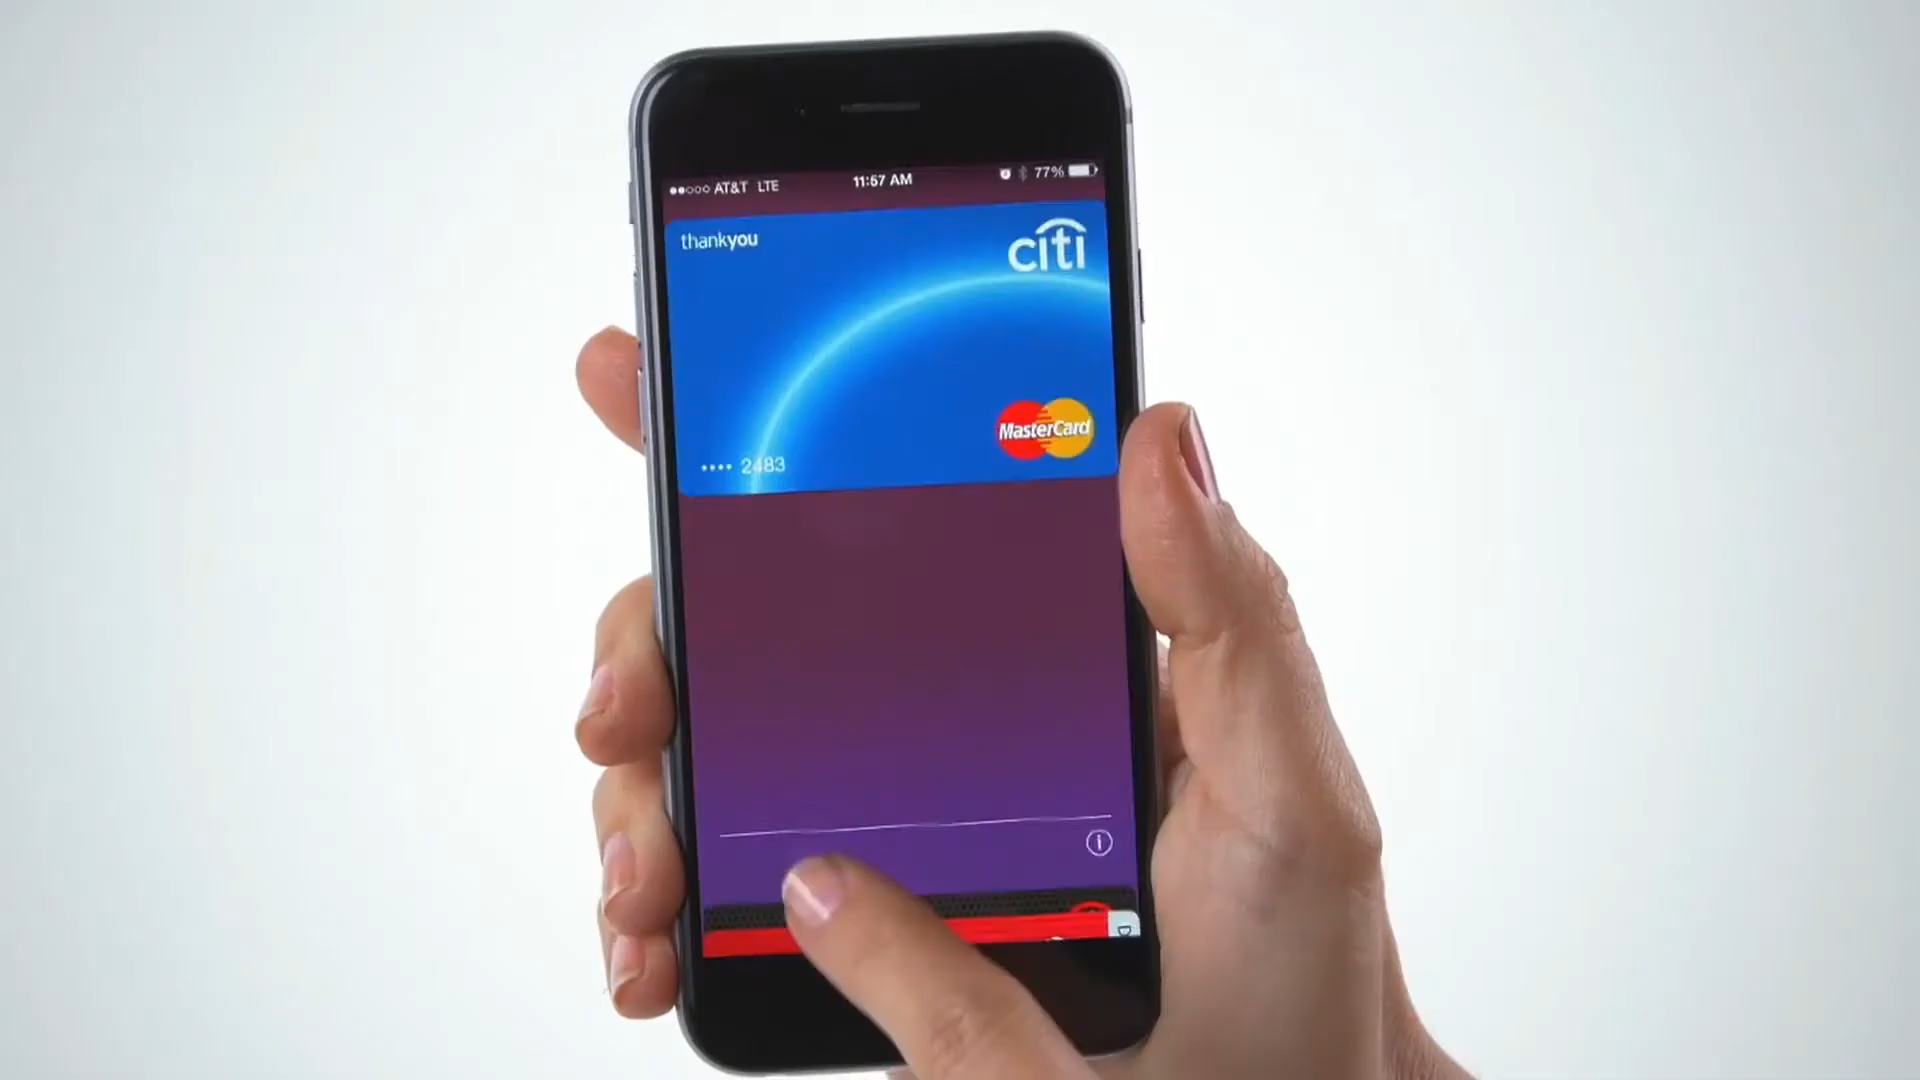 ●●○○○ AT&T LTE 11:57 AM 77%
thankyou
citi
MasterCard
•••• 2483
i
D